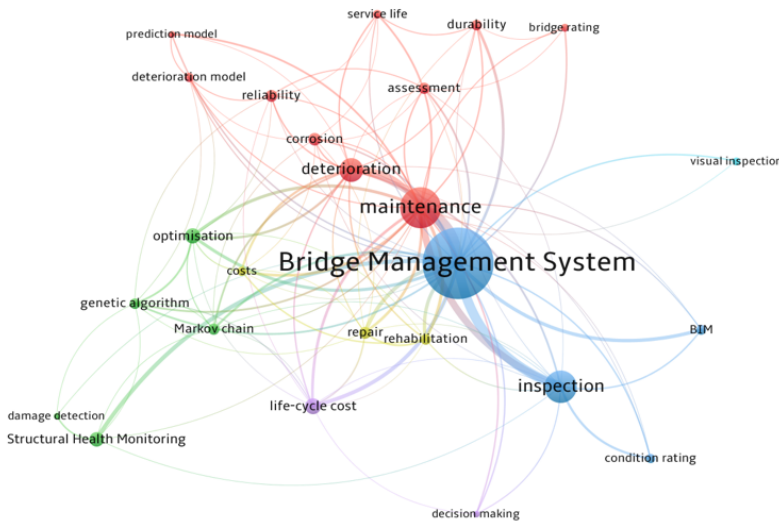 service life
durability
bridge rating
prediction model
deterioration model
assessment
reliability
corrosion
visual inspection
deterioration
maintenance
optimisation
Bridge Management System
costs
genetic algorithm
Markov chain
repair
rehabilitation
BIM
inspection
life-cycle cost
damage detection
Structural Health Monitoring
condition rating
decision making